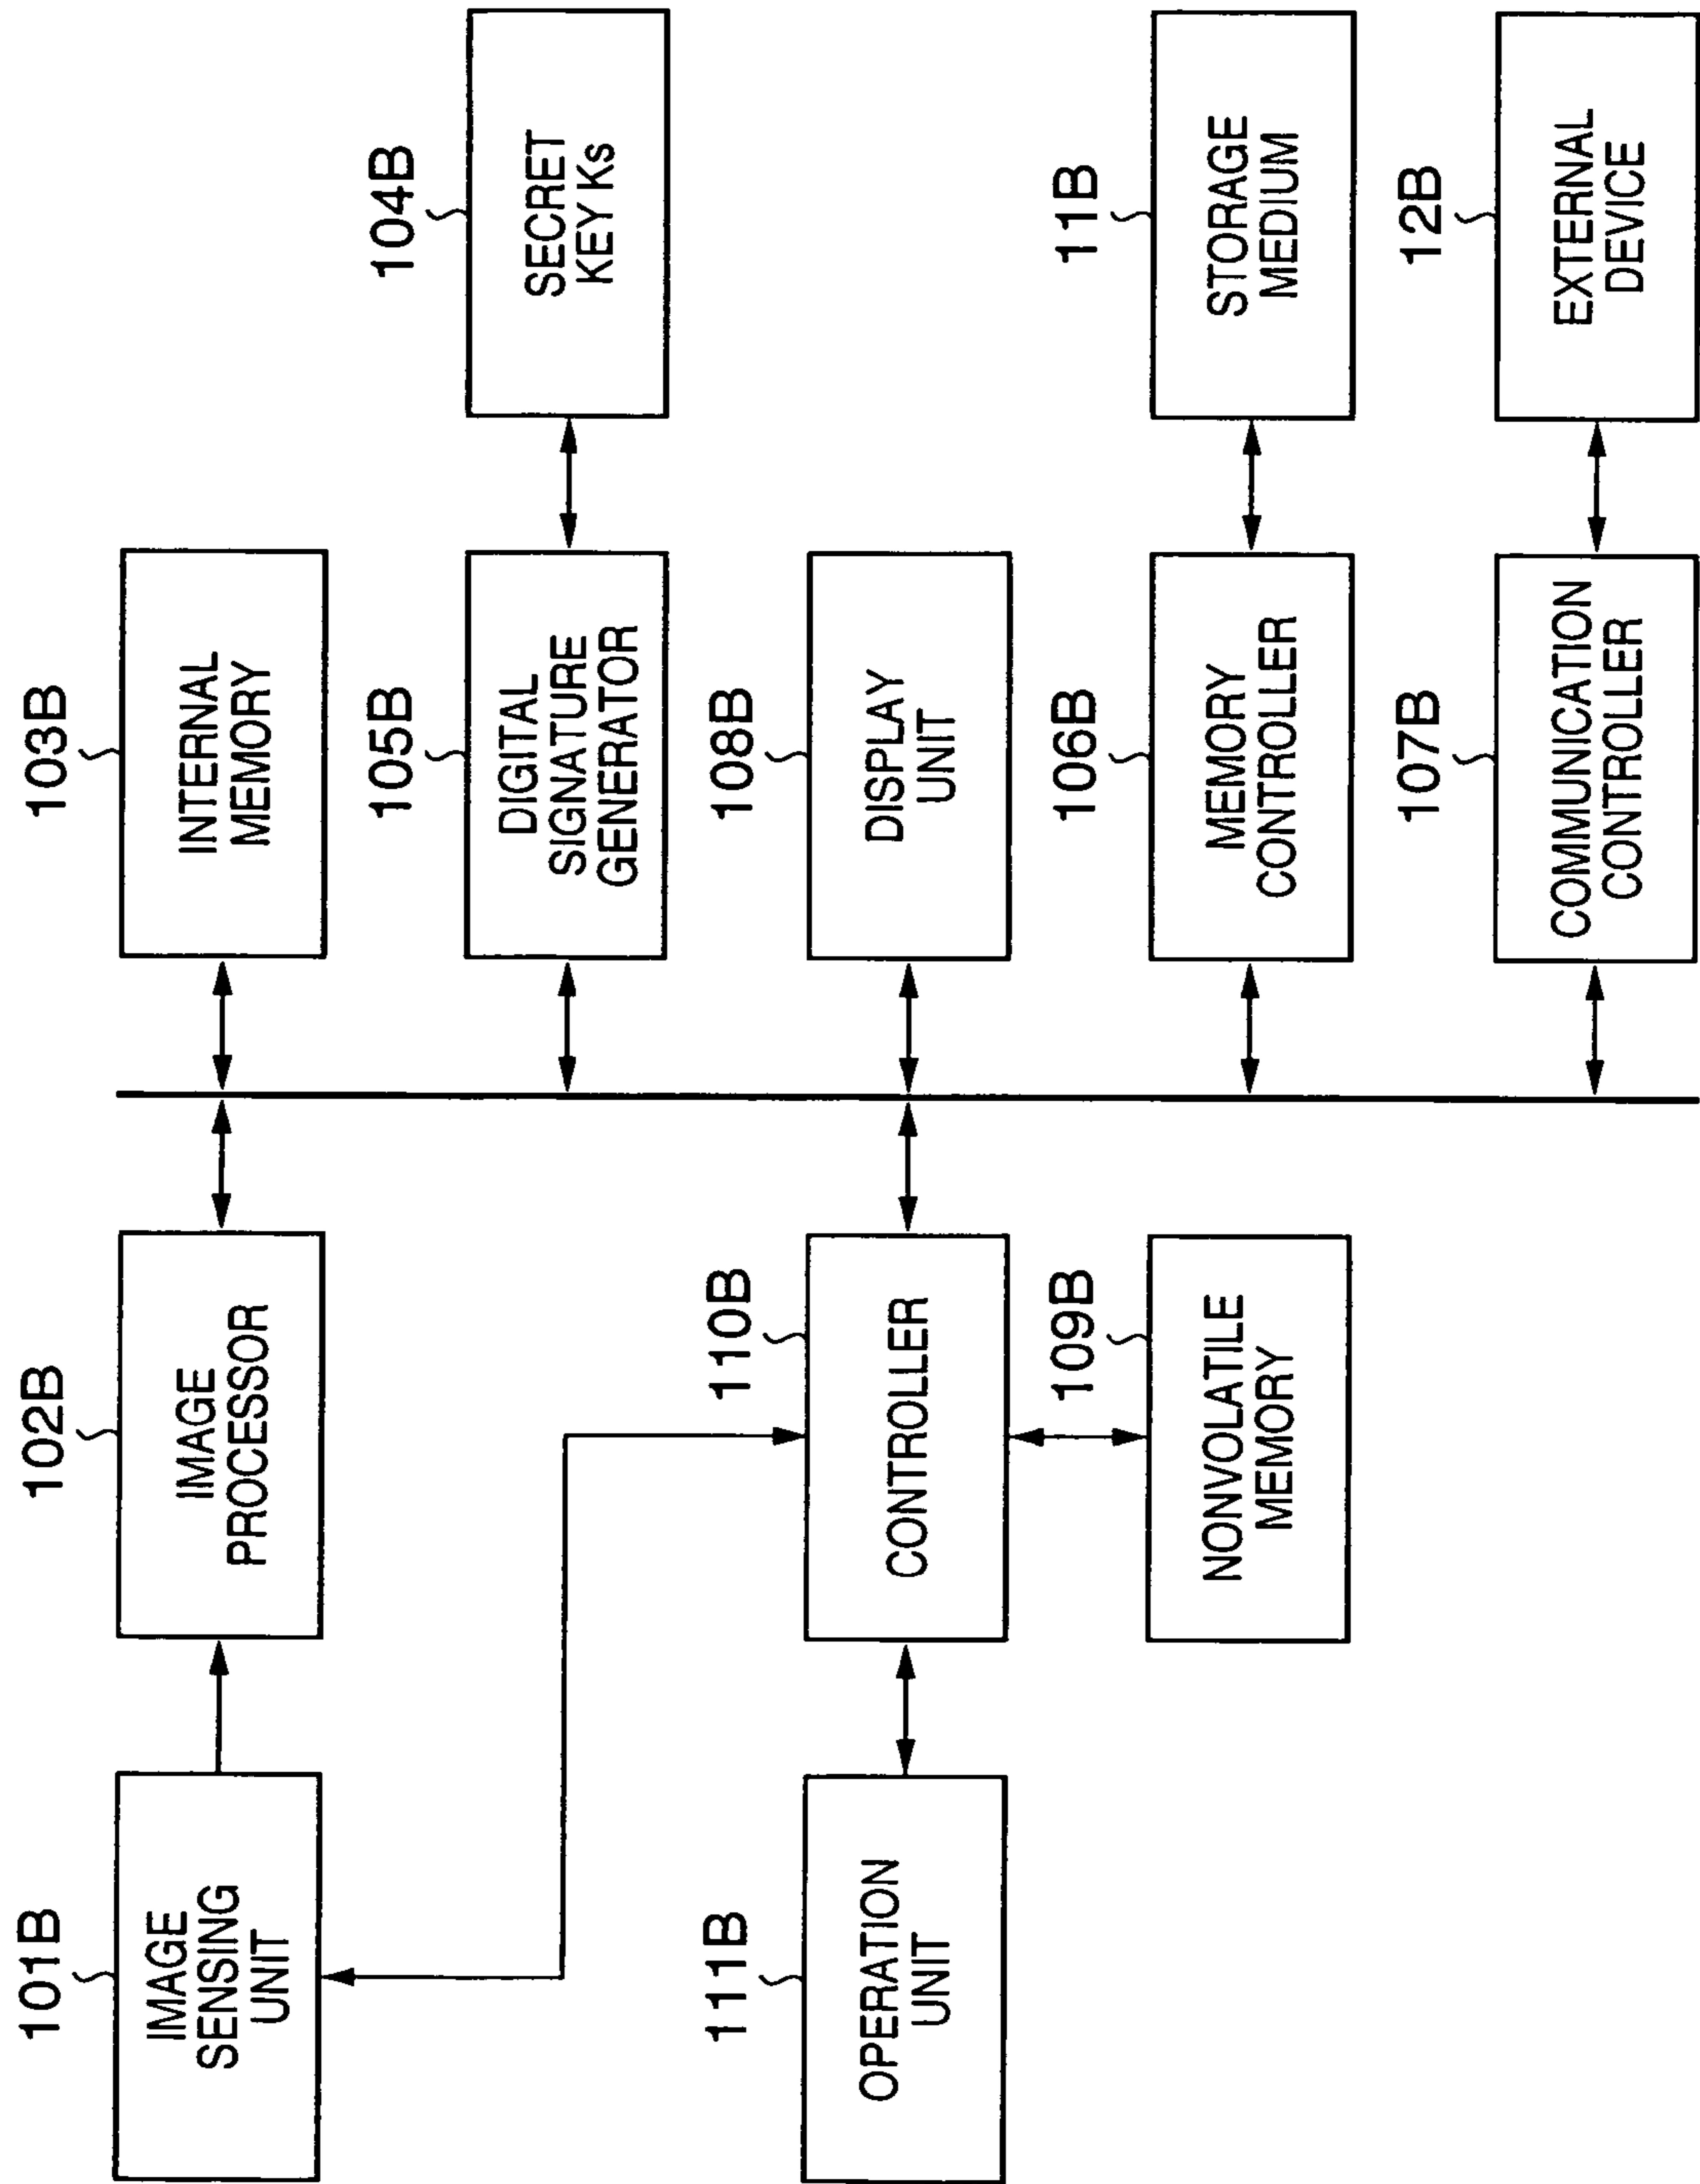 101B
IMAGE
SENSING
UNIT
102B
IMAGE
PROCESSOR
103B
INTERNAL
MEMORY
105B
DIGITAL
SIGNATURE
GENERATOR
104B
SECRET
KEY Ks
111B
OPERATION
UNIT
110B
CONTROLLER
108B
DISPLAY
UNIT
109B
NONVOLATILE
MEMORY
106B
MEMORY
CONTROLLER
11B
STORAGE
MEDIUM
107B
COMMUNICATION
CONTROLLER
12B
EXTERNAL
DEVICE